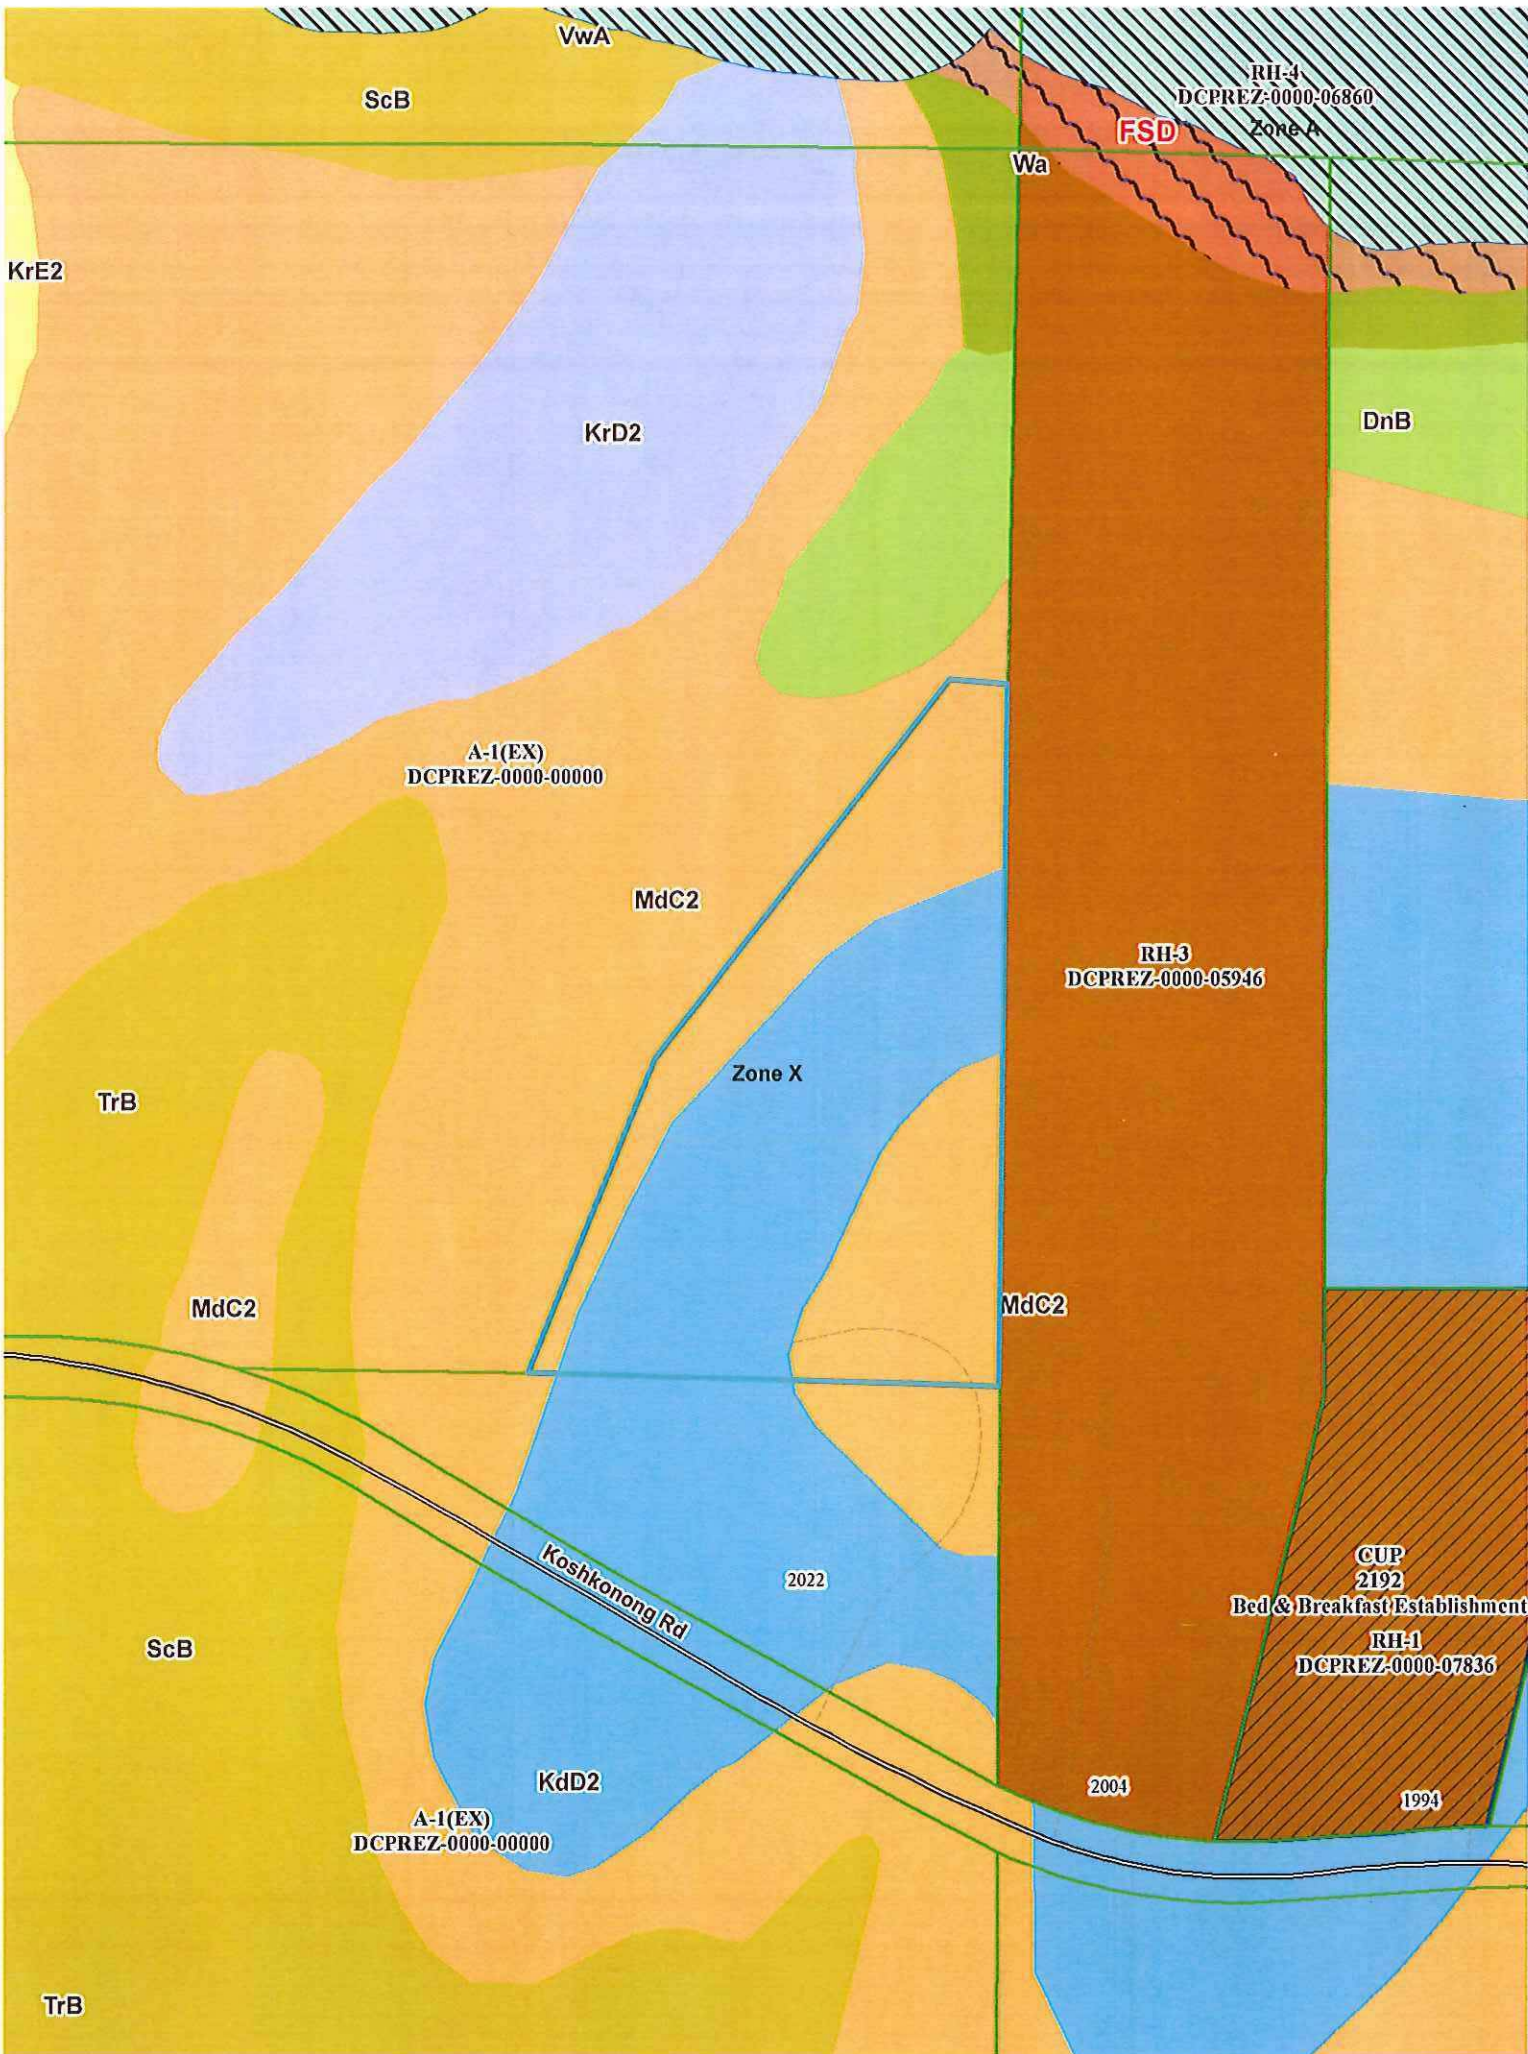 VwA
ScB
RH-4
DCPREZ-0000-06860
Zone A
FSD
Wa
KrE2
KrD2
DnB
A-1(EX)
DCPREZ-0000-00000
MdC2
RH-3
DCPREZ-0000-05946
Zone X
TrB
MdC2
MdC2
Koshkonong Rd
2022
CUP
2192
Bed & Breakfast Establishment
RH-1
DCPREZ-0000-07836
ScB
KdD2
2004
1994
A-1(EX)
DCPREZ-0000-00000
TrB